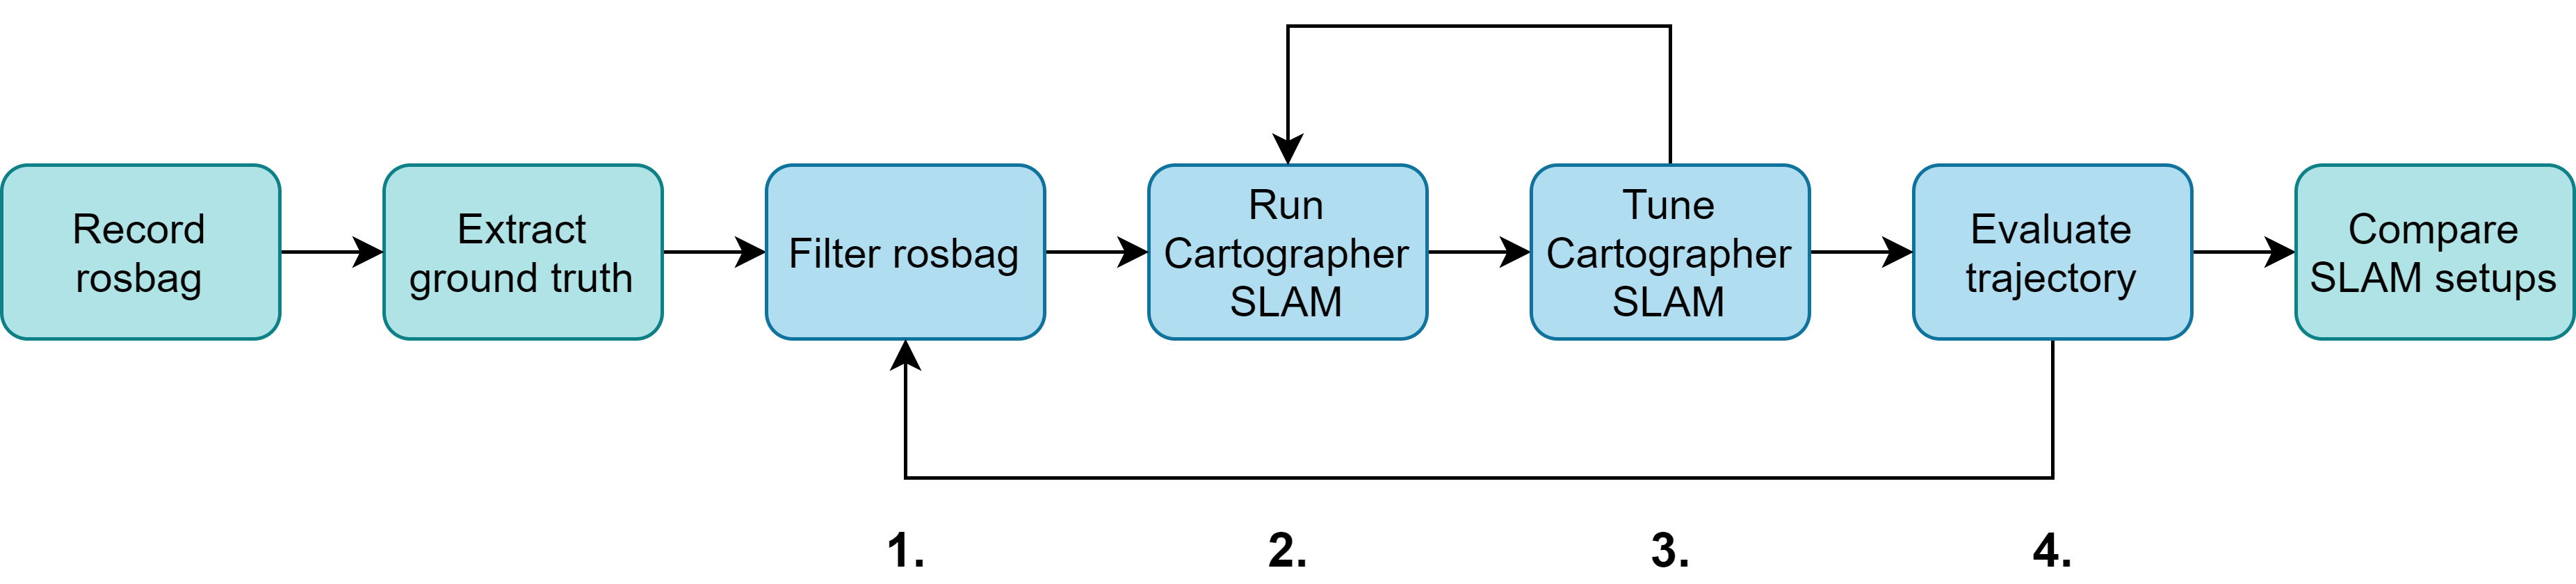 Record
rosbag
Extract
ground truth
Filter rosbag
Run
Cartographer
SLAM
Tune
Cartographer
SLAM
Evaluate
trajectory
Compare
SLAM setups
1.
2.
3.
4.